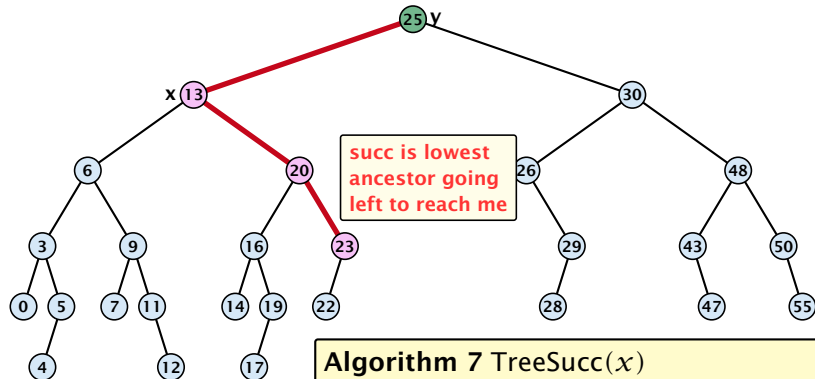 25 y
x 13 30
6 20 26 48
succ is lowest
ancestor going
left to reach me
3 9 16 23 29 43 50
0 5 7 11 14 19 22 28 47 55
4 12 17
Algorithm 7 TreeSucc(x)